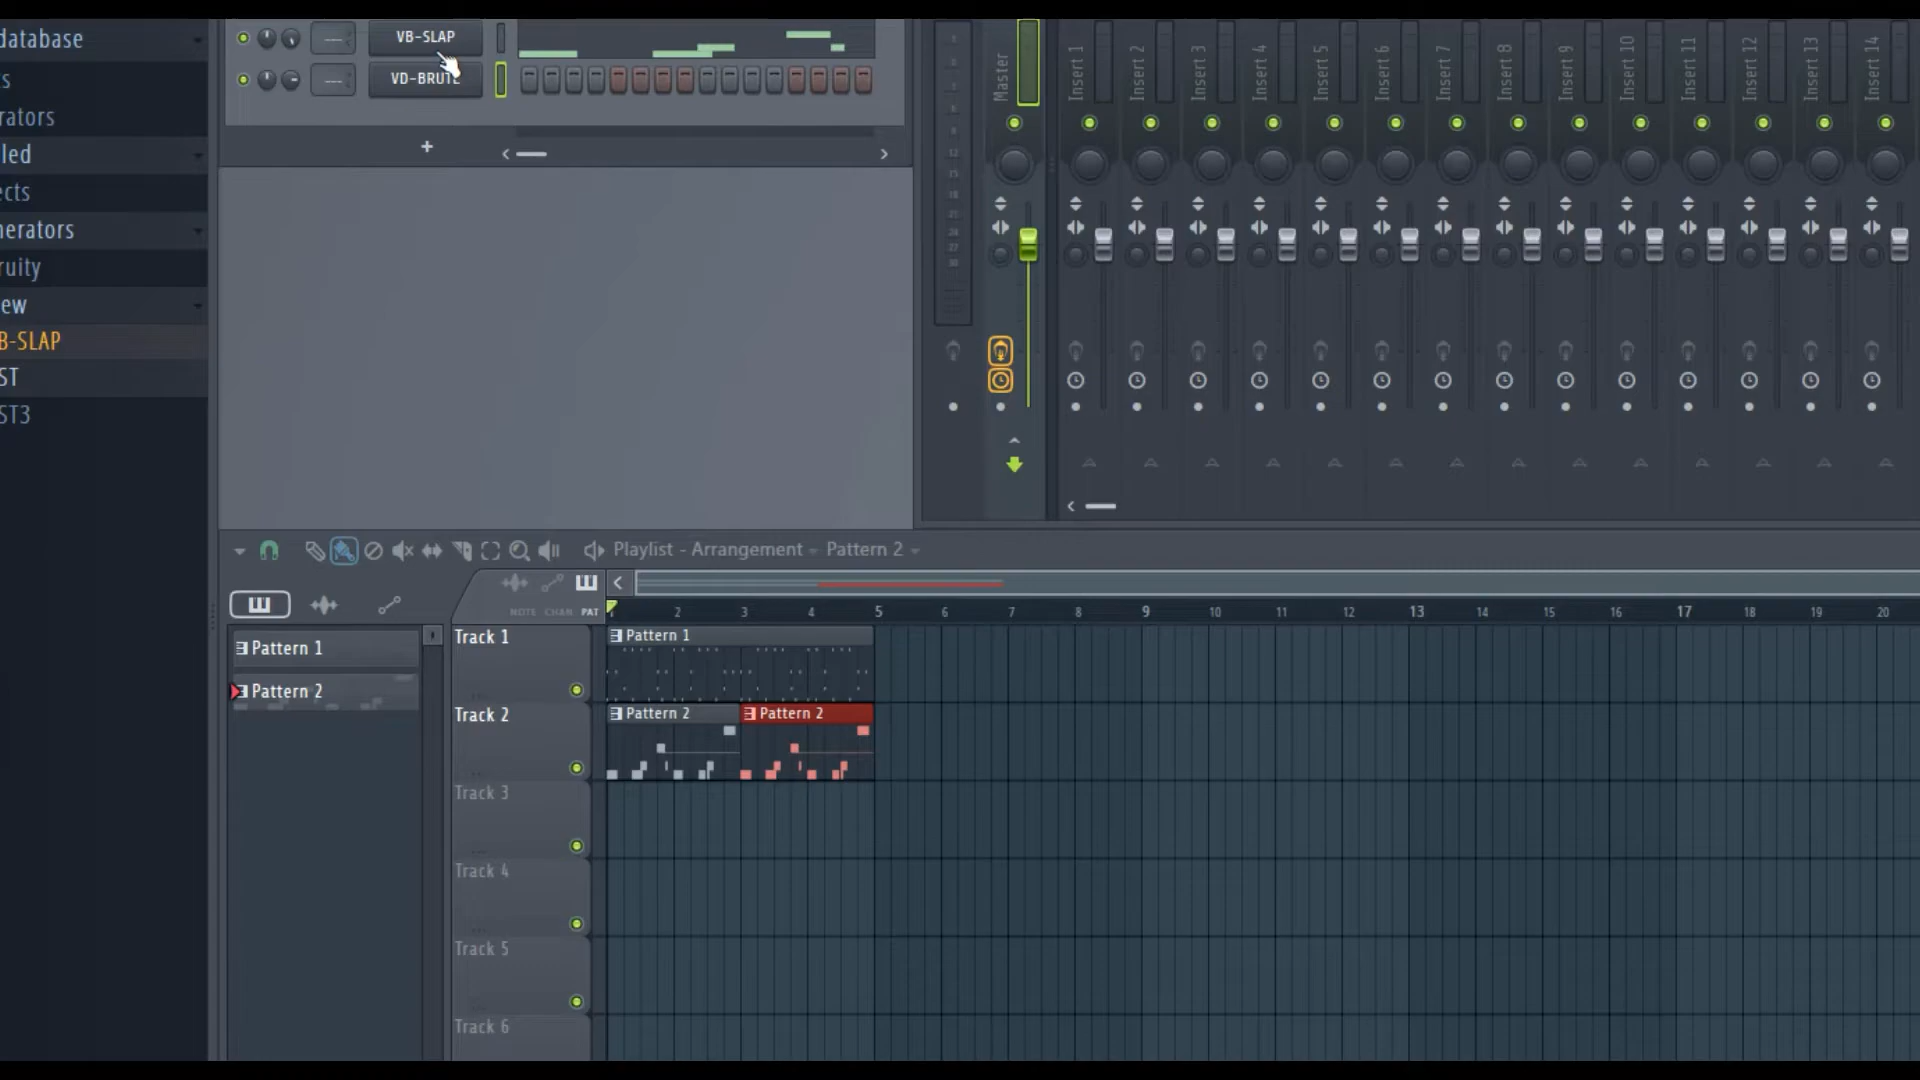 database
VB-SLAP
VD-BRUTE
Master
Insert 1
Insert 2
Insert 3
Insert 4
Insert 5
Insert 6
Insert 7
Insert 8
Insert 9
Insert 10
Insert 11
Insert 12
Insert 13
Insert 14
s
rators
led
ects
nerators
ruity
ew
B-SLAP
ST
ST3
Playlist - Arrangement Pattern 2
NOTE CHAN PAT
2 3 4 5 6 7 8 9 10 11 12 13 14 15 16 17 18 19 20
Pattern 1
Pattern 2
Track 1
Pattern 1
Track 2
Pattern 2 Pattern 2
Track 3
Track 4
Track 5
Track 6